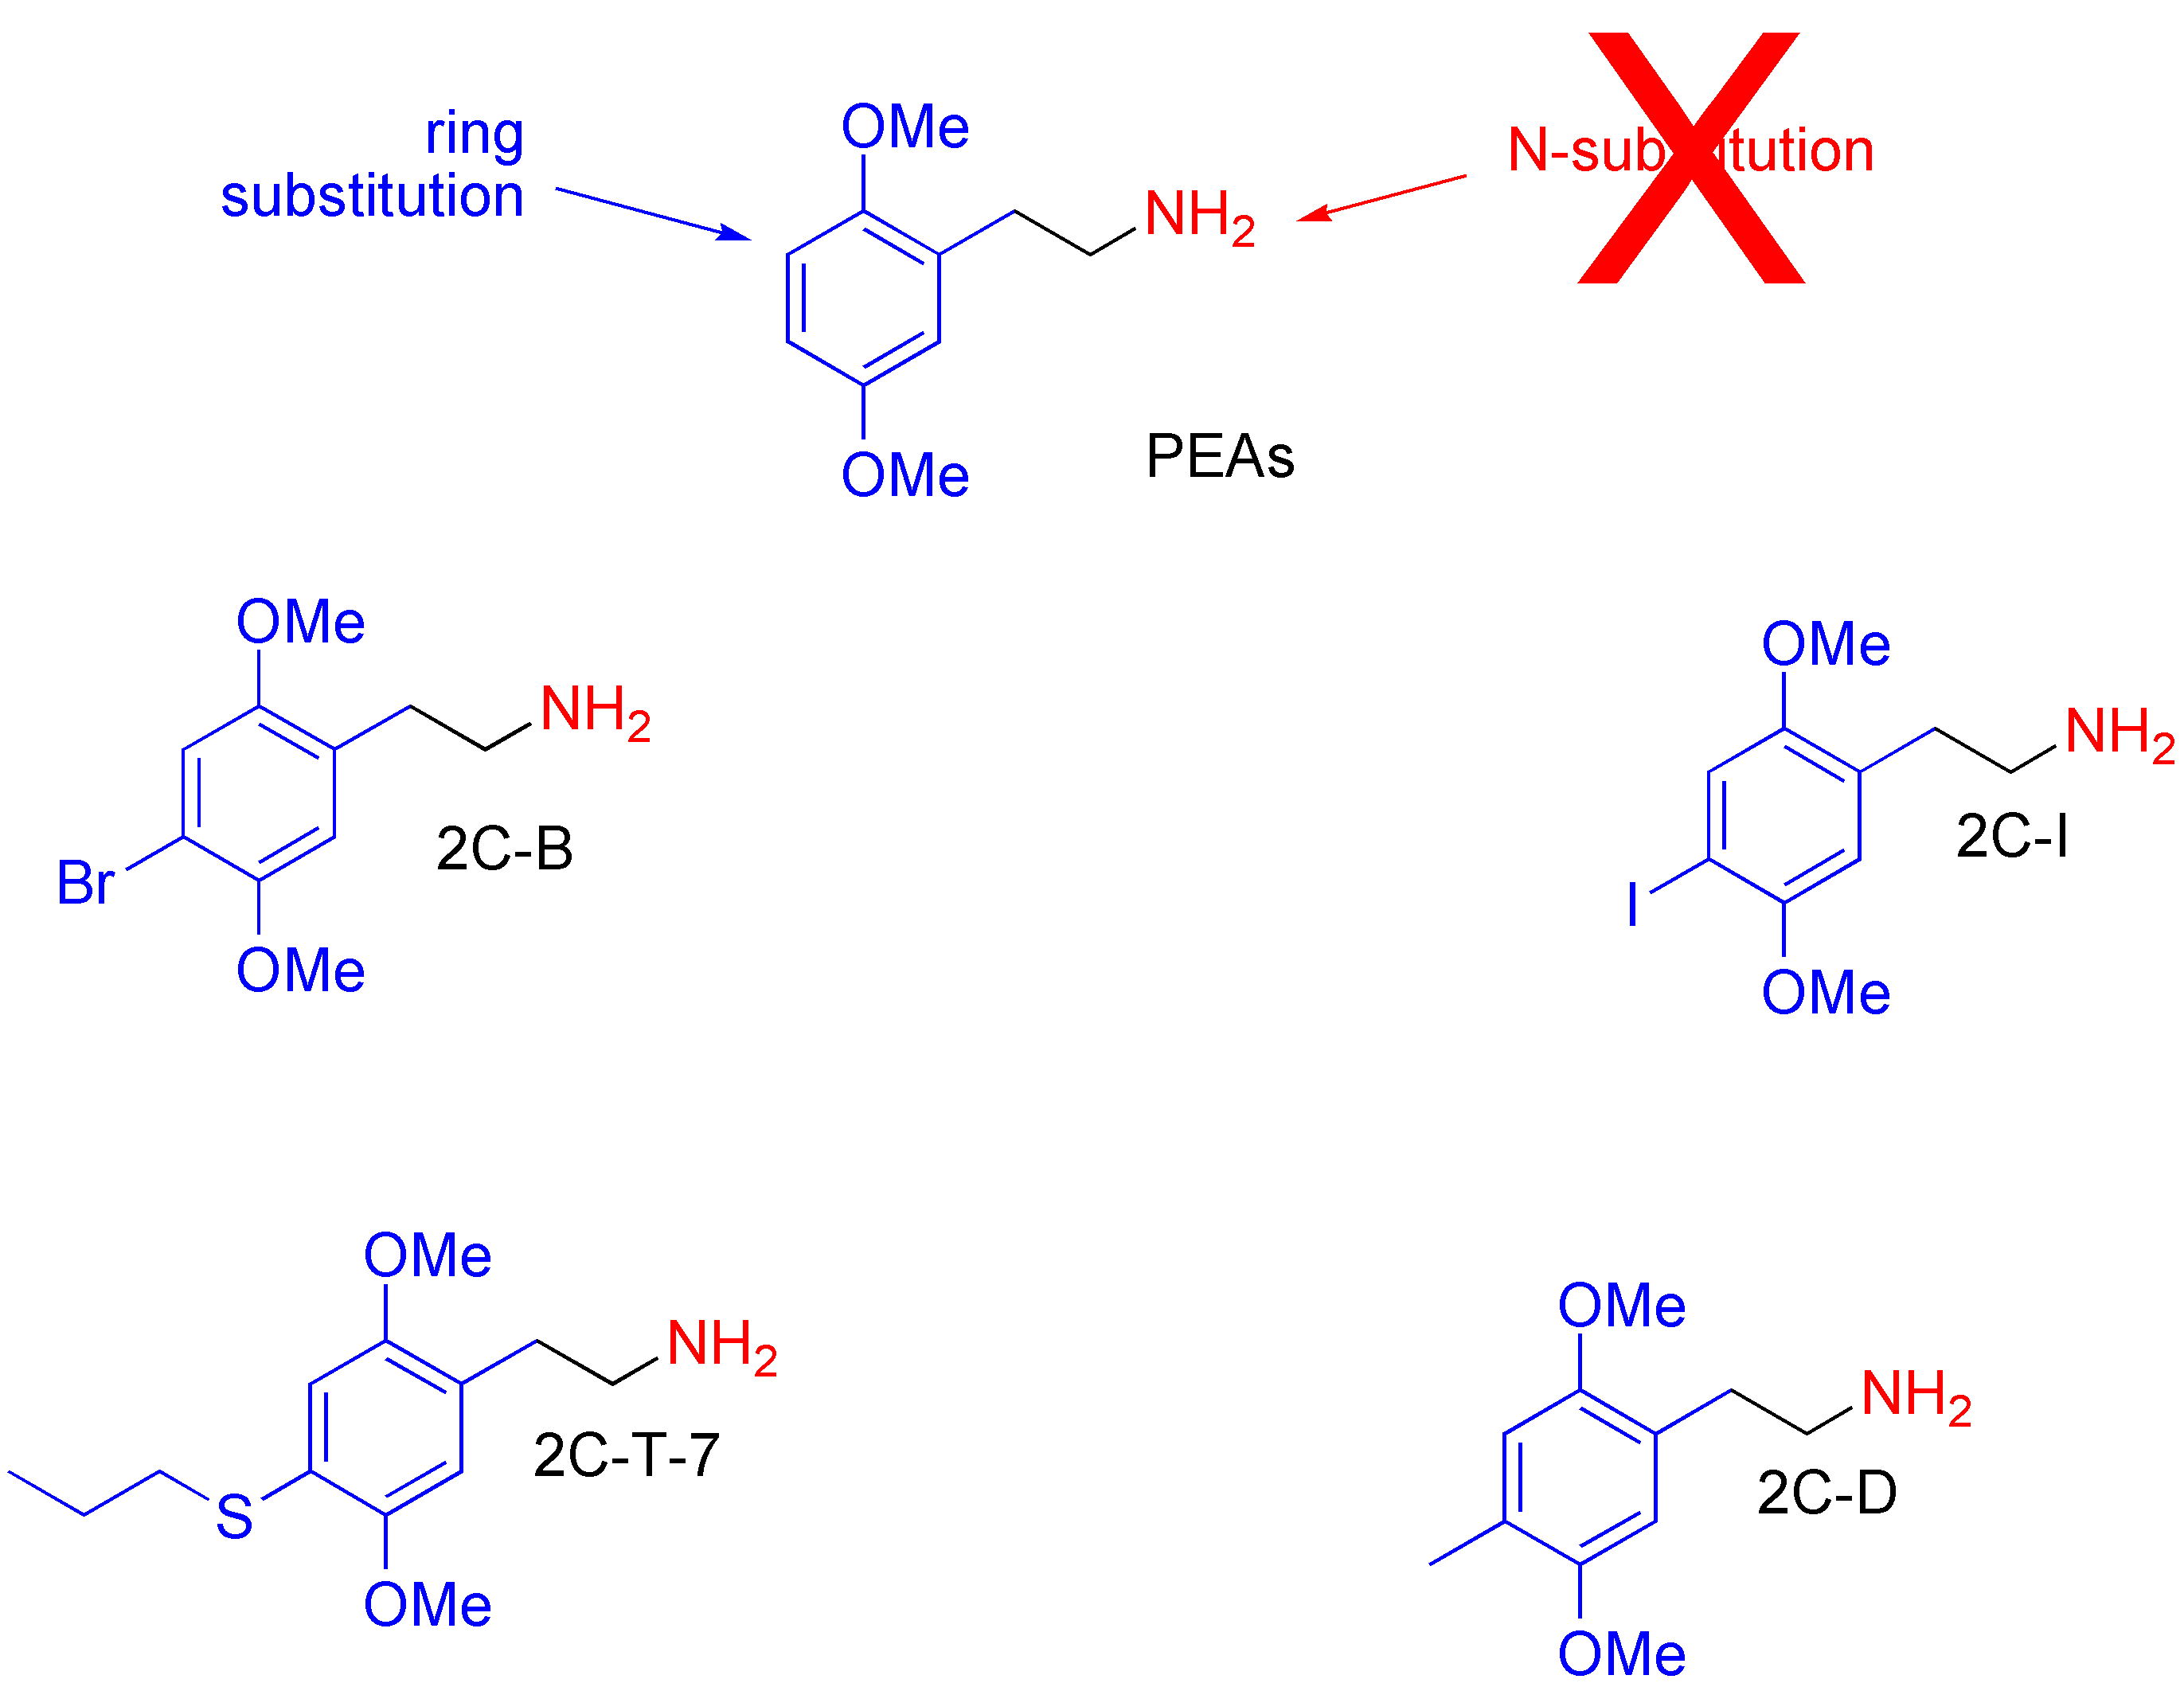 ring
substitution
OMe
NH2
N-substitution
OMe
PEAs
OMe
NH2
2C-B
Br
OMe
OMe
NH2
2C-I
I
OMe
OMe
NH2
2C-T-7
S
OMe
OMe
NH2
2C-D
OMe